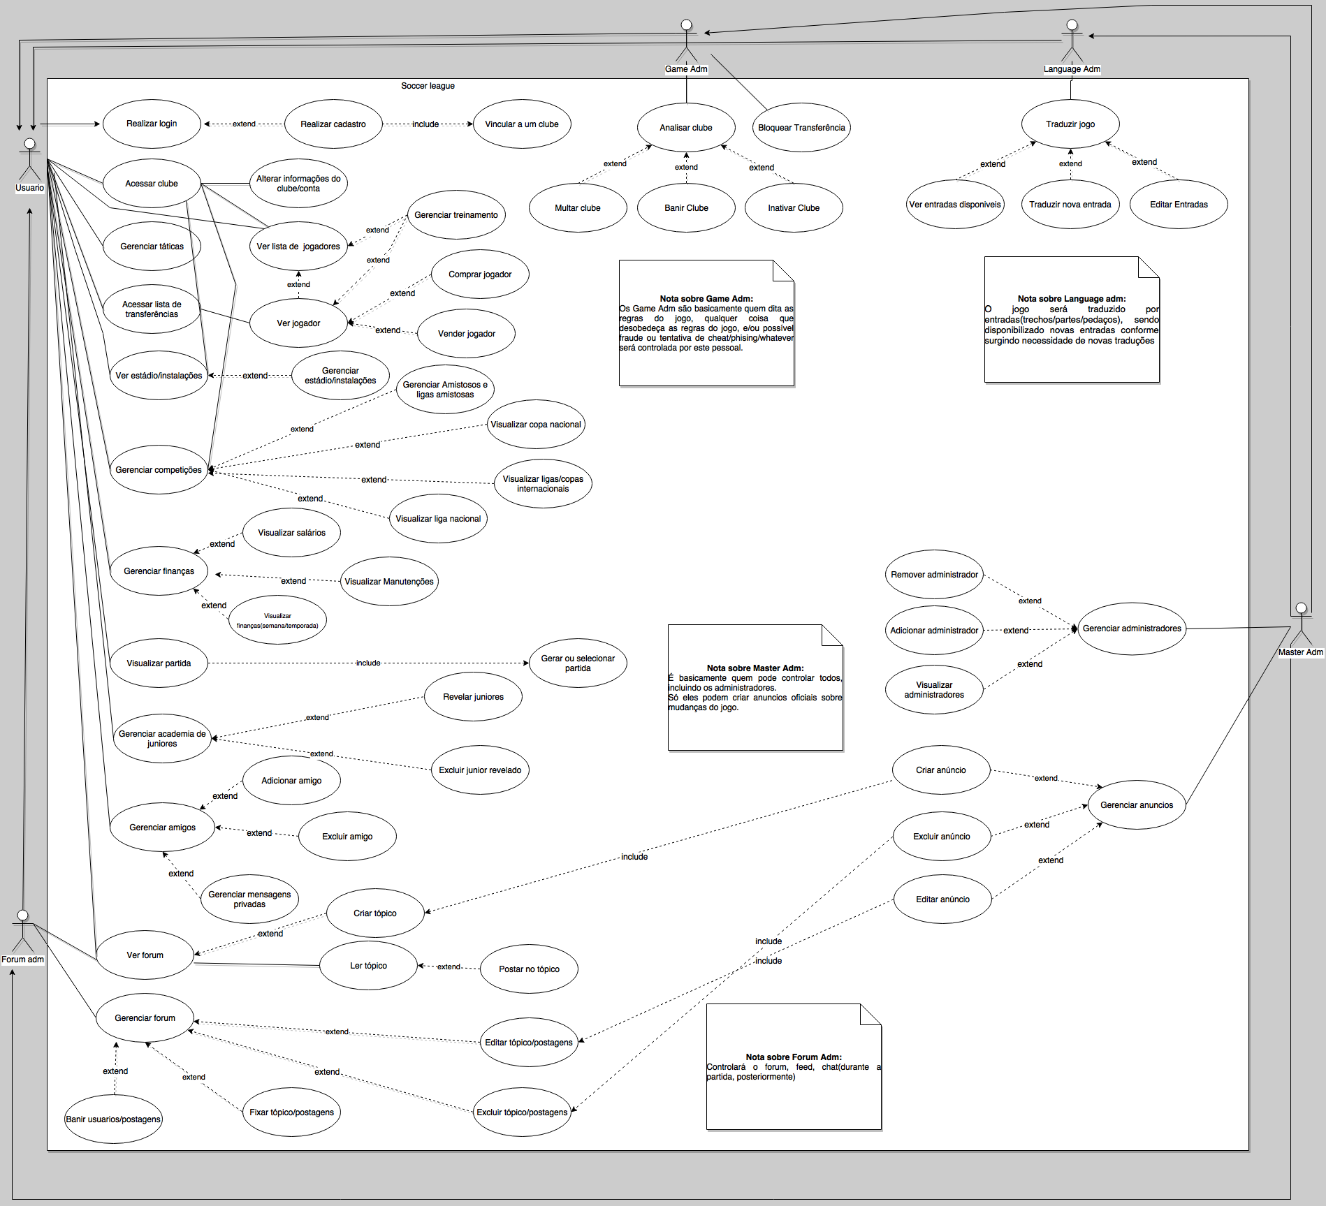 Game Adm
Language Adm
Soccer league
Realizar login
extend
Realizar cadastro
include
Vincular a um clube
Analisar clube
Bloquear Transferência
Traduzir jogo
Usuario
Acessar clube
Alterar informações do
clube/conta
extend
extend
extend
extend
extend
extend
Multar clube
Banir Clube
Inativar Clube
Ver entradas disponiveis
Traduzir nova entrada
Editar Entradas
Gerenciar treinamento
Gerenciar táticas
Ver lista de jogadores
extend
extend
Comprar jogador
extend
extend
Acessar lista de
transferências
Ver jogador
extend
Vender jogador
Nota sobre Game Adm:
Os Game Adm são basicamente quem dita as
regras do jogo, qualquer coisa que
desobedeça as regras do jogo, e/ou possivel
fraude ou tentativa de cheat/phising/whatever
será controlada por este pessoal.
Nota sobre Language adm:
O jogo será traduzido por
entradas(trechos/partes/pedaços), sendo
disponibilizado novas entradas conforme
surgindo necessidade de novas traduções
Ver estádio/instalações
extend
Gerenciar
estádio/instalações
Gerenciar Amistosos e
ligas amistosas
extend
Visualizar copa nacional
extend
Gerenciar competições
extend
Visualizar ligas/copas
internacionais
extend
Visualizar liga nacional
Visualizar salários
extend
Gerenciar finanças
extend
Visualizar Manutenções
extend
Visualizar
finanças(semana/temporada)
Remover administrador
extend
Adicionar administrador
extend
Gerenciar administradores
extend
Visualizar
administradores
Master Adm
Visualizar partida
include
Gerar ou selecionar
partida
Nota sobre Master Adm:
É basicamente quem pode controlar todos,
incluindo os administradores.
Só eles podem criar anuncios oficiais sobre
mudanças do jogo.
Revelar juniores
extend
Gerenciar academia de
juniores
extend
Excluir junior revelado
Adicionar amigo
extend
Gerenciar amigos
extend
Excluir amigo
extend
Gerenciar mensagens
privadas
Criar anúncio
extend
Gerenciar anuncios
Excluir anúncio
extend
extend
Editar anúncio
include
Criar tópico
extend
include
include
Forum adm
Ver forum
Ler tópico
extend
Postar no tópico
Gerenciar forum
extend
Editar tópico/postagens
extend
extend
extend
Banir usuarios/postagens
Fixar tópico/postagens
Excluir tópico/postagens
Nota sobre Forum Adm:
Controlará o forum, feed, chat(durante a
partida, posteriormente)